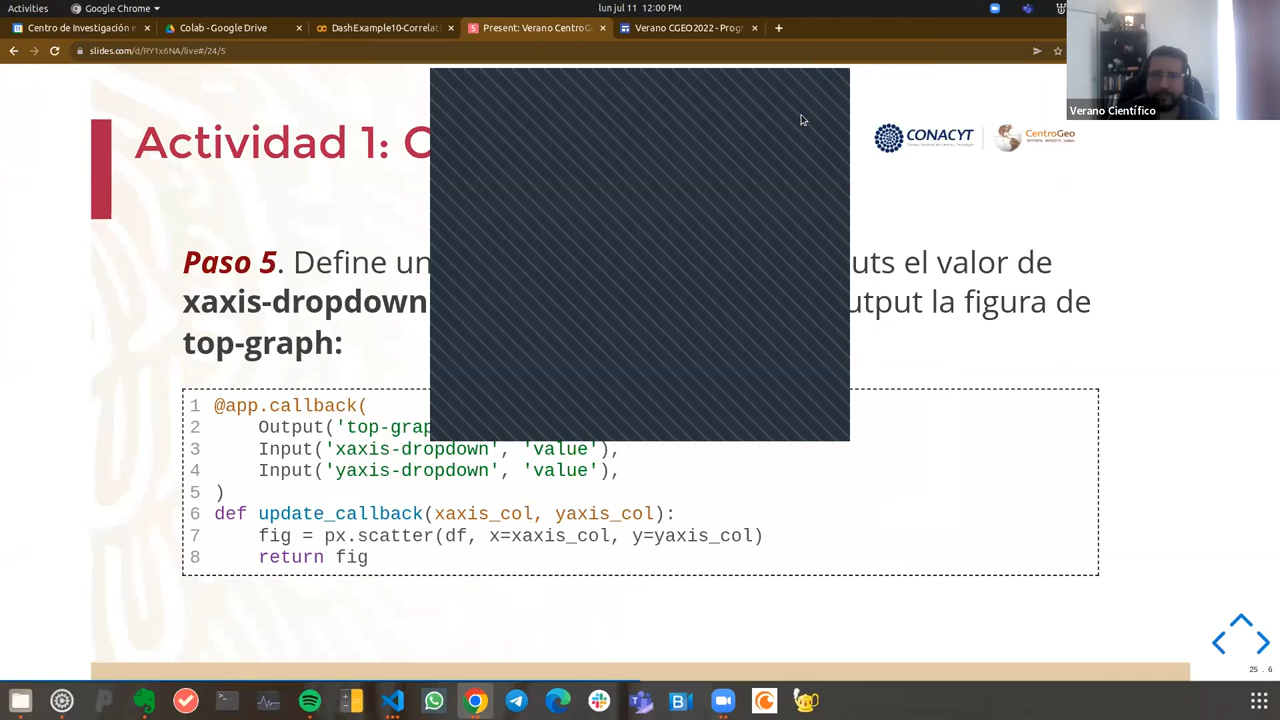 Activities
Google Chrome
lun jul 11 12:00 PM
Centro de Investigación e
Colab - Google Drive
DashExample10-Correlati
Present: Verano CentroG
Verano CGEO2022 - Progr
slides.com/d/RY1x6NA/live#/24/5
Verano Científico
Actividad 1: C
CONACYT
CentroGeo
Paso 5. Define un
uts el valor de
xaxis-dropdown
utput la figura de
top-graph:
1 @app.callback(
2 Output('top-grap
3 Input('xaxis-dropdown', 'value'),
4 Input('yaxis-dropdown', 'value'),
5 )
6 def update_callback(xaxis_col, yaxis_col):
7 fig = px.scatter(df, x=xaxis_col, y=yaxis_col)
8 return fig
25 . 6